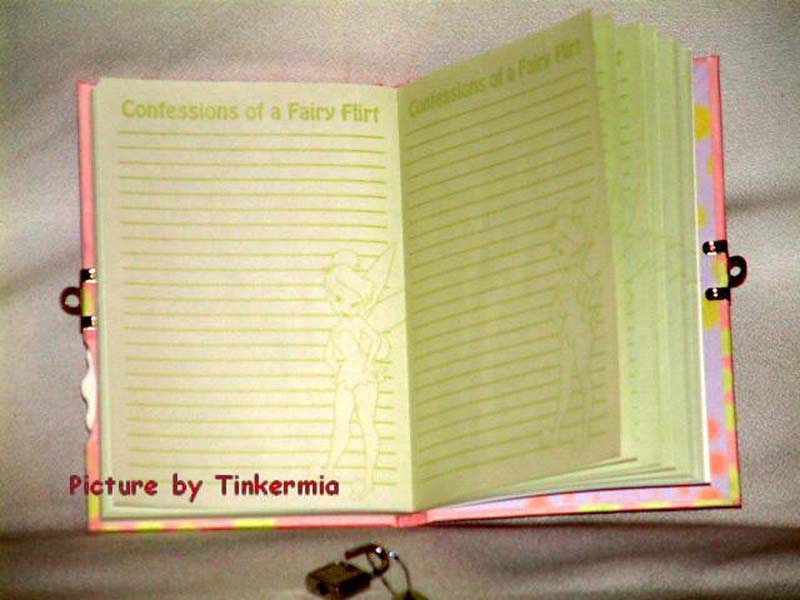 Confessions of a Fairy Flirt
Confessions of a Fairy Flirt
Picture by Tinkermia